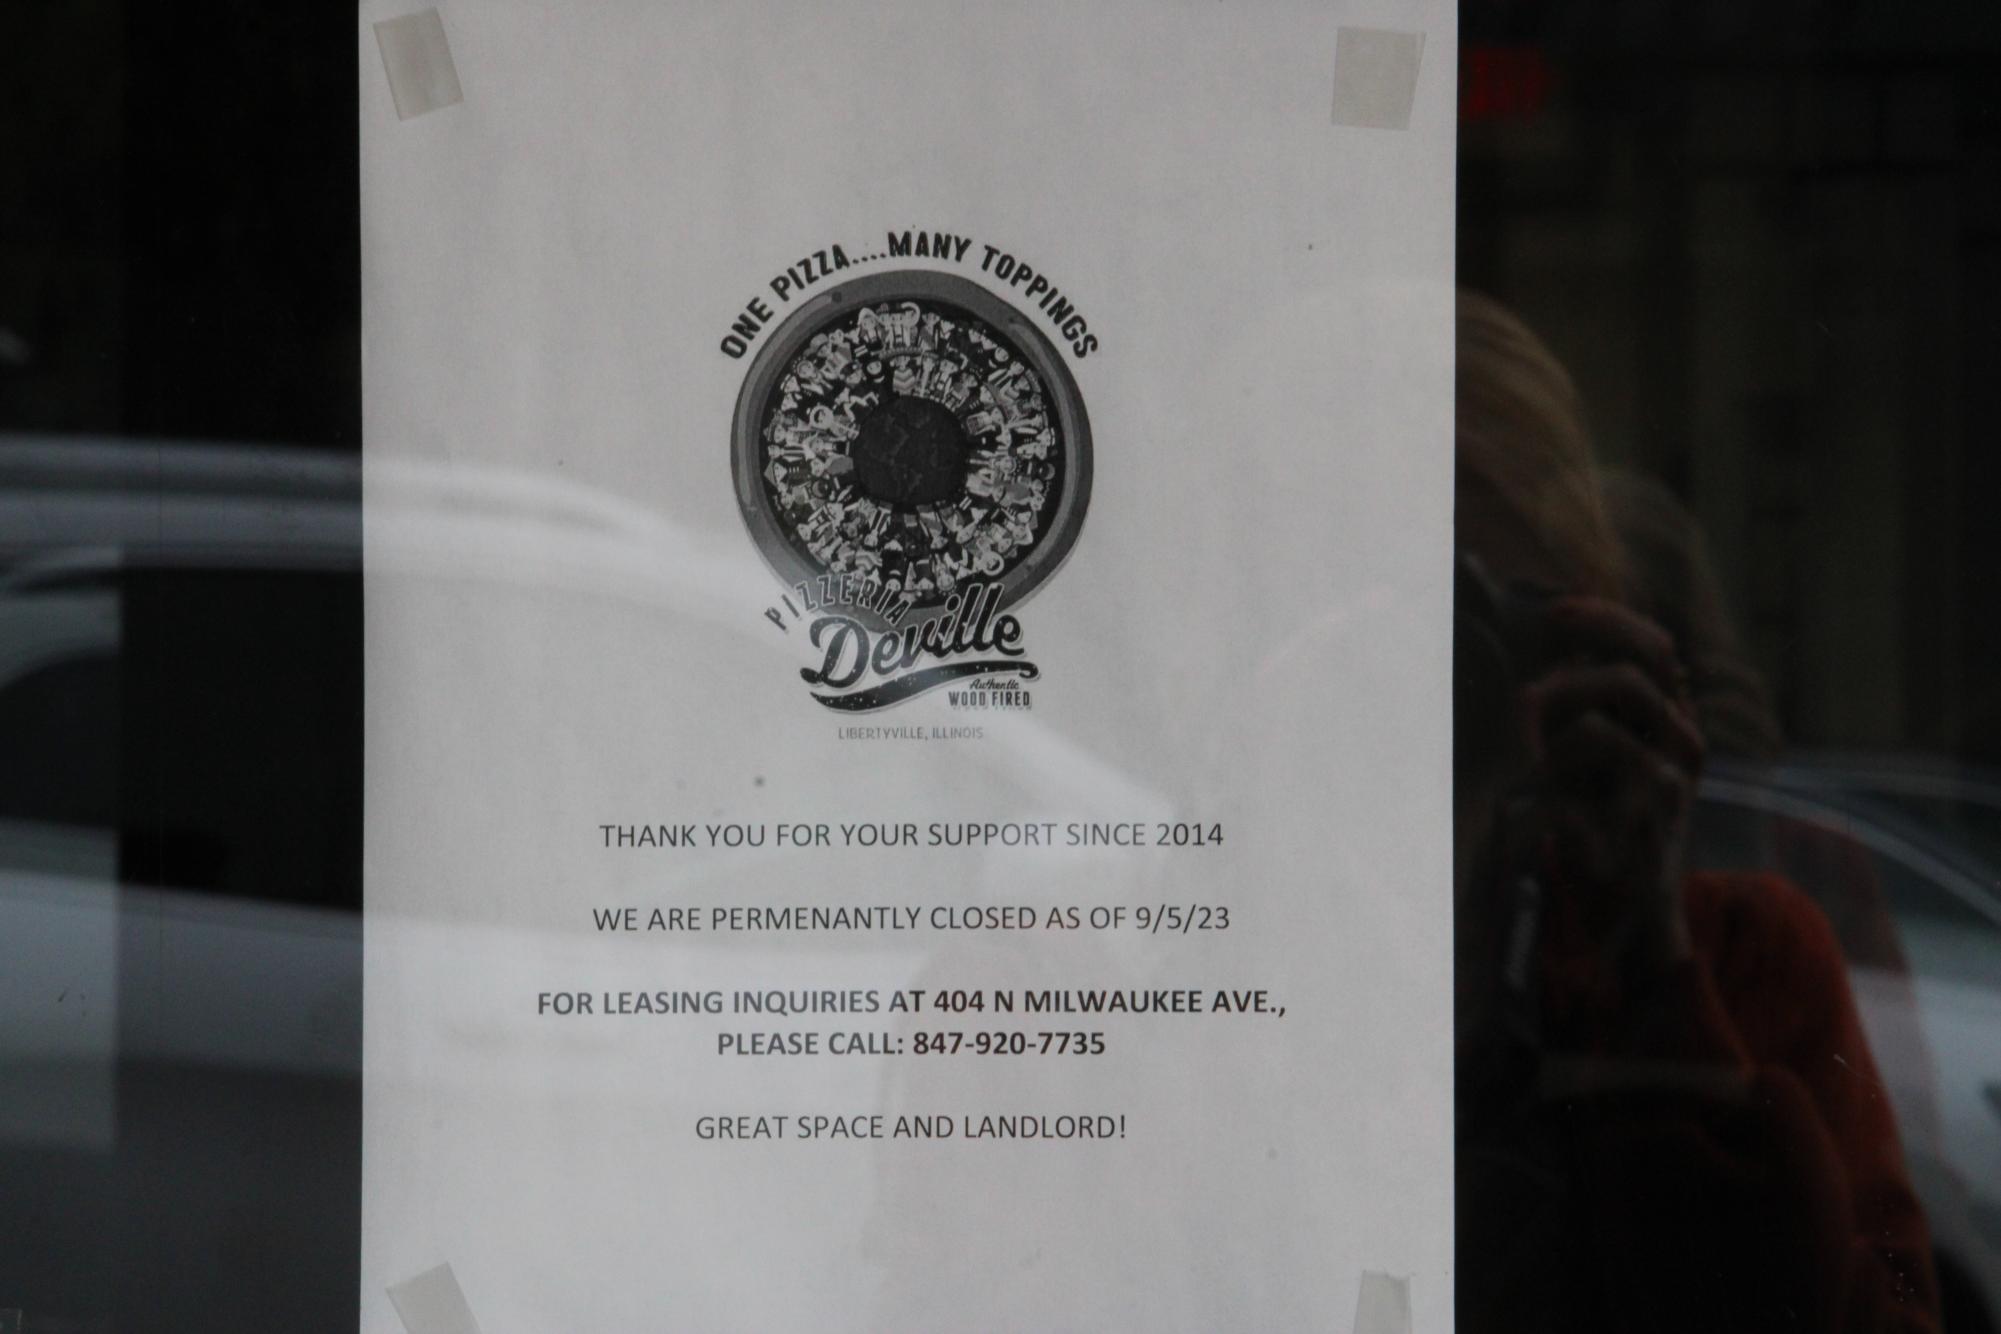 ONE PIZZA....MANY TOPPINGS
PIZZERIA
Deville
Authentic
WOOD FIRED
LIBERTYVILLE, ILLINOIS
THANK YOU FOR YOUR SUPPORT SINCE 2014
WE ARE PERMENANTLY CLOSED AS OF 9/5/23
FOR LEASING INQUIRIES AT 404 N MILWAUKEE AVE.,
PLEASE CALL: 847-920-7735
GREAT SPACE AND LANDLORD!